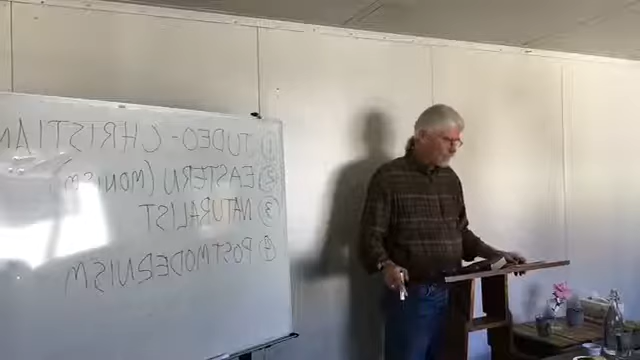 ① JUDEO-CHRISTIAN
② EASTERN (MONISM
③ NATURALIST
④ POSTMODERNISM